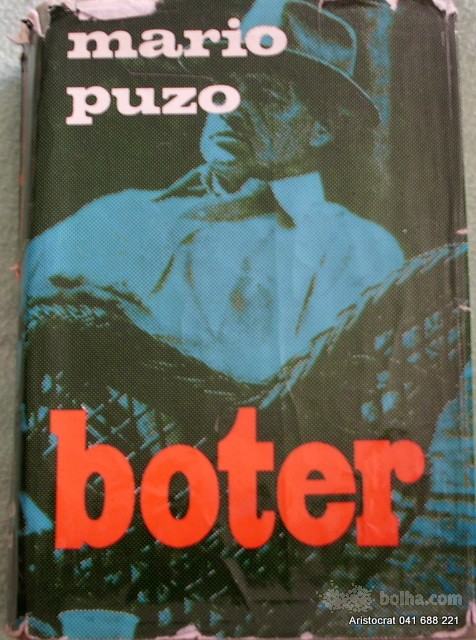 mario
puzo
boter
bolha.com
Aristocrat 041 688 221